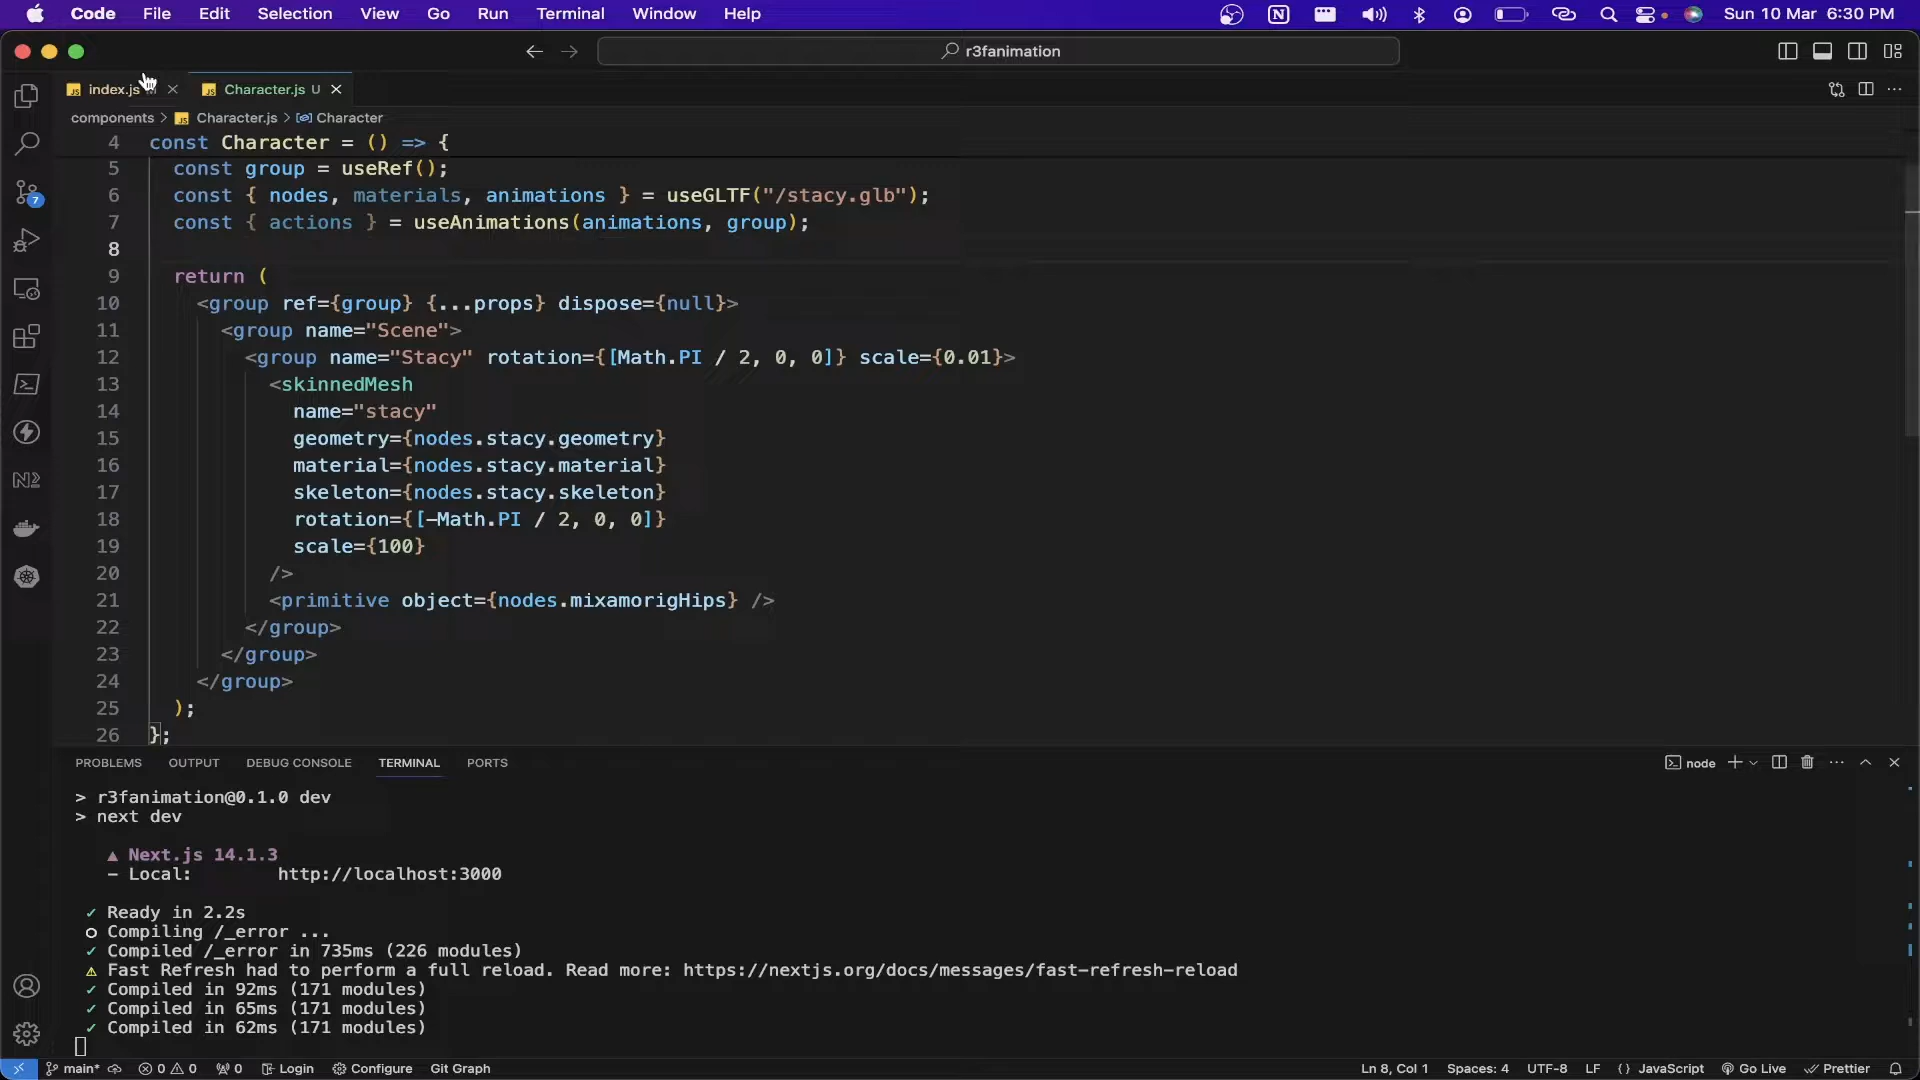 Code File Edit Selection View Go Run Terminal Window Help Sun 10 Mar 6:30 PM
r3fanimation
index.js Character.js U
components > Character.js > Character
4 const Character = () => {
5 const group = useRef();
6 const { nodes, materials, animations } = useGLTF("/stacy.glb");
7 const { actions } = useAnimations(animations, group);
8
9 return (
10 <group ref={group} {...props} dispose={null}>
11 <group name="Scene">
12 <group name="Stacy" rotation={[Math.PI / 2, 0, 0]} scale={0.01}>
13 <skinnedMesh
14 name="stacy"
15 geometry={nodes.stacy.geometry}
16 material={nodes.stacy.material}
17 skeleton={nodes.stacy.skeleton}
18 rotation={[-Math.PI / 2, 0, 0]}
19 scale={100}
20 />
21 <primitive object={nodes.mixamorigHips} />
22 </group>
23 </group>
24 </group>
25 );
26 };
7
PROBLEMS OUTPUT DEBUG CONSOLE TERMINAL PORTS node
> r3fanimation@0.1.0 dev
> next dev
▲ Next.js 14.1.3
- Local: http://localhost:3000
✓ Ready in 2.2s
○ Compiling /_error ...
✓ Compiled /_error in 735ms (226 modules)
⚠ Fast Refresh had to perform a full reload. Read more: https://nextjs.org/docs/messages/fast-refresh-reload
✓ Compiled in 92ms (171 modules)
✓ Compiled in 65ms (171 modules)
✓ Compiled in 62ms (171 modules)
main* 0 0 0 Login Configure Git Graph Ln 8, Col 1 Spaces: 4 UTF-8 LF {} JavaScript Go Live Prettier